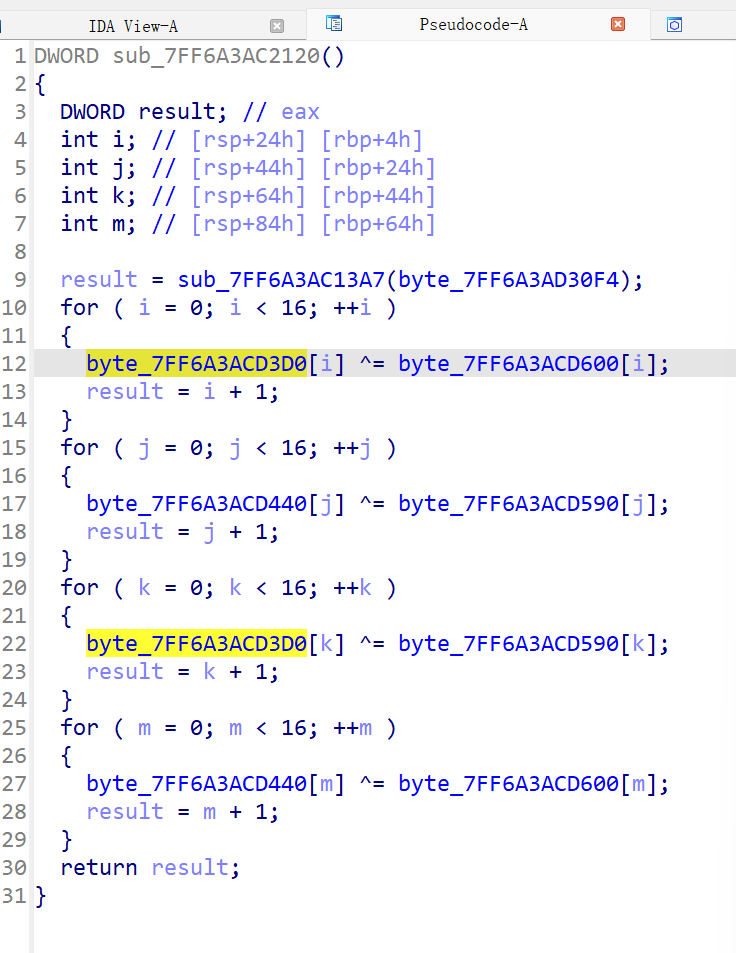 IDA View-A Pseudocode-A
1 DWORD sub_7FF6A3AC2120()
2 {
3   DWORD result; // eax
4   int i; // [rsp+24h] [rbp+4h]
5   int j; // [rsp+44h] [rbp+24h]
6   int k; // [rsp+64h] [rbp+44h]
7   int m; // [rsp+84h] [rbp+64h]
8
9   result = sub_7FF6A3AC13A7(byte_7FF6A3AD30F4);
10   for ( i = 0; i < 16; ++i )
11   {
12     byte_7FF6A3ACD3D0[i] ^= byte_7FF6A3ACD600[i];
13     result = i + 1;
14   }
15   for ( j = 0; j < 16; ++j )
16   {
17     byte_7FF6A3ACD440[j] ^= byte_7FF6A3ACD590[j];
18     result = j + 1;
19   }
20   for ( k = 0; k < 16; ++k )
21   {
22     byte_7FF6A3ACD3D0[k] ^= byte_7FF6A3ACD590[k];
23     result = k + 1;
24   }
25   for ( m = 0; m < 16; ++m )
26   {
27     byte_7FF6A3ACD440[m] ^= byte_7FF6A3ACD600[m];
28     result = m + 1;
29   }
30   return result;
31 }